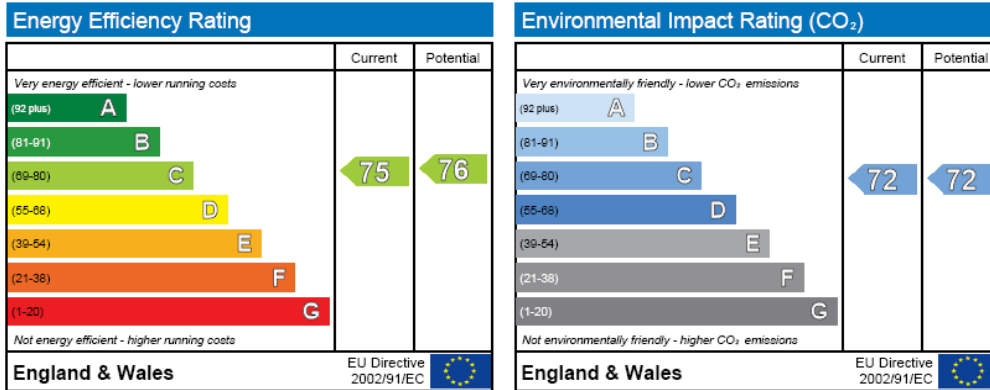 Energy Efficiency Rating
Current Potential
Very energy efficient - lower running costs
(92 plus) A
(81-91) B
(69-80) C
75 76
(55-68) D
(39-54) E
(21-38) F
(1-20) G
Not energy efficient - higher running costs
England & Wales
EU Directive
2002/91/EC
Environmental Impact Rating (CO₂)
Current Potential
Very environmentally friendly - lower CO₂ emissions
(92 plus) A
(81-91) B
(69-80) C
72 72
(55-68) D
(39-54) E
(21-38) F
(1-20) G
Not environmentally friendly - higher CO₂ emissions
England & Wales
EU Directive
2002/91/EC